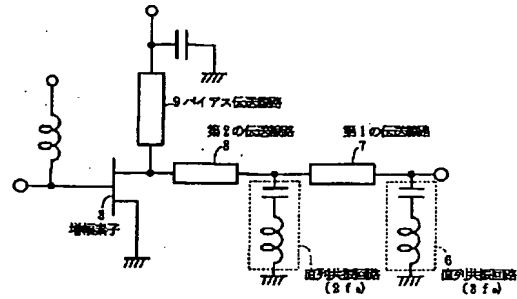 9 バイアス伝送線路
第2の伝送線路
8
第1の伝送線路
7
3
増幅素子
直列共振回路
(2fo)
6
直列共振回路
(3fo)